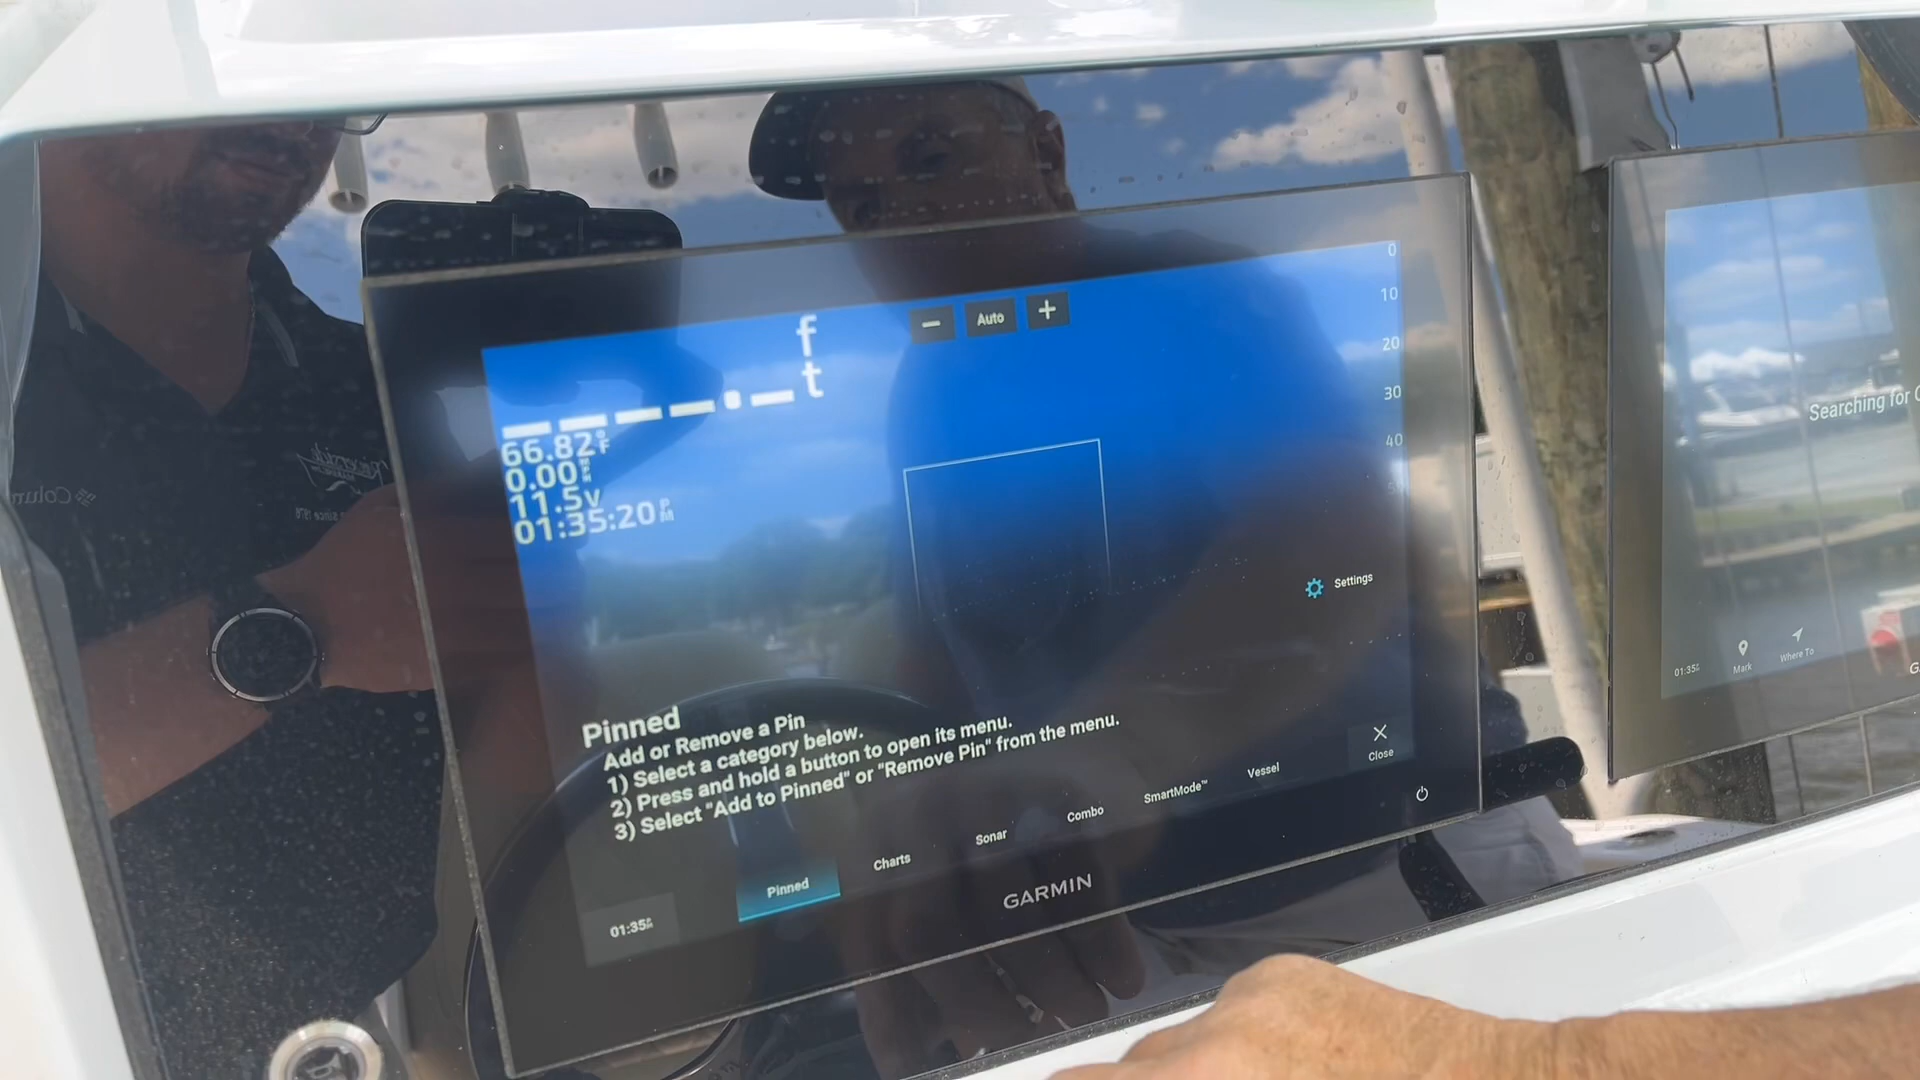 ft
66.82°F
0.00
11.5v
01:35:20PM
Auto
0
10
20
30
40
Settings
Pinned
Add or Remove a Pin
1) Select a category below.
2) Press and hold a button to open its menu.
3) Select "Add to Pinned" or "Remove Pin" from the menu.
Close
01:35
Pinned
Charts
Sonar
Combo
SmartMode™
Vessel
GARMIN
Searching for
01:35
Mark
Where To
G